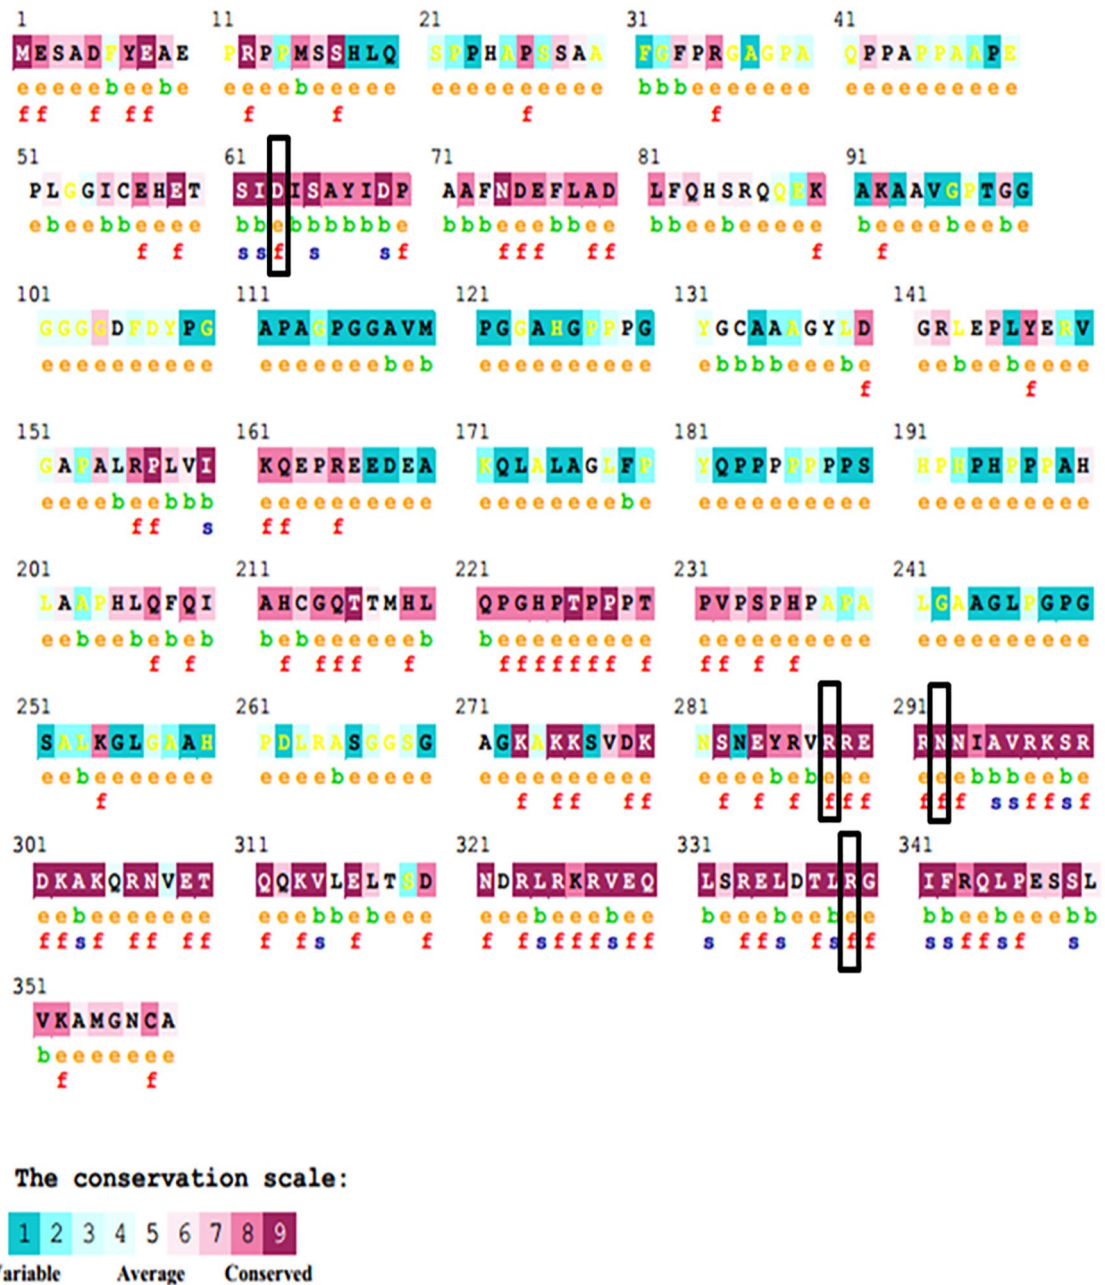 1 11 21 31 41
MESADFYEAE PRPPMSSHLQ SPPHAPSSAA FGFPRGAGPA QPPAPPAAPE
eeeeebeebe eeeebeeeee eeeeeeeeee bbbeeeeeee eeeeeeeeee
ff f ff f f f f
51 61 71 81 91
PLGGICEHET SIDISAYIDP AAFNDEFLAD LFQHSRQQEK AKAAVGPTGG
ebeebbeeee bbebbbbbbe bbbeeebbee bbeebeeeee beeeebeebe
f f ssf s sf fff ff f f
101 111 121 131 141
GGGGDFDYPG APAGPGGAVM PGGAHGPPPG YGCAAAGYLD GRLEPLYERV
eeeeeeeeee eeeeeeebeb eeeeeeeeee ebbbbeeebe eebeebeeee
f f
151 161 171 181 191
GAPALRPLVI KQEPREEDEA KQLALAGLFP YQPPPPPPPS HPHPHPPPAH
eeeebeebbb eeeeeeeeee eeeeeeeebe eeeeeeeeee eeeeeeeeee
ff s ff f
201 211 221 231 241
LAAPHLQFQI AHCGQTTMHL QPGHPTPPPT PVPSPHPAPA LGAAGLPGPG
eebeebebeb bebeeeeeeb beeeeeeeee eeeeeeeeee eeeeeeeeee
f f f fff f fffffff f ff f f
251 261 271 281 291
SALKGLGAAH PDLRASGGSG AGKAKKSVDK NSNEYRVRRE RNNIAVRKSR
eebeeeeeee eeeebeeeee eeeeeeeeee eeeebebeee eeebbbeebe
f f ff ff f f f fff fff ssffsf
301 311 321 331 341
DKAKQRNVET QQKVLELTSD NDRLRKRVEQ LSRELDTLRG IFRQLPESSL
eebeeeeeee eeebbebeee eeebeeebee beeebeebee bbeebeeebb
ffsf ff ff f fs f f f fsfffsff s ffs fsff ssffsf s
351
VKAMGNCA
beeeeeee
f f
The conservation scale:
1 2 3 4 5 6 7 8 9
Average Conserved